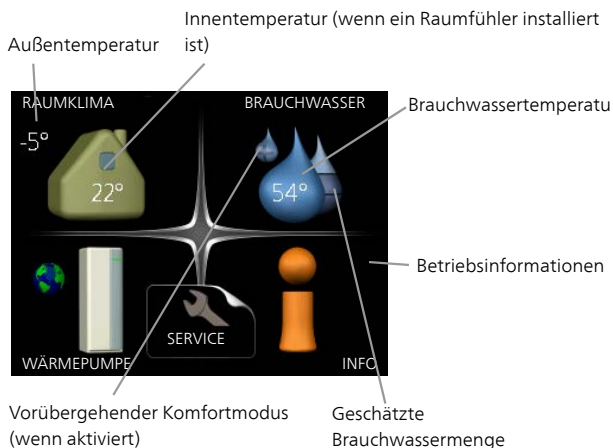 Innentemperatur (wenn ein Raumfühler installiert
ist)
Außentemperatur
RAUMKLIMA
BRAUCHWASSER
Brauchwassertemperatu
-5°
22°
54°
Betriebsinformationen
SERVICE
WÄRMEPUMPE
INFO
Vorübergehender Komfortmodus
(wenn aktiviert)
Geschätzte
Brauchwassermenge